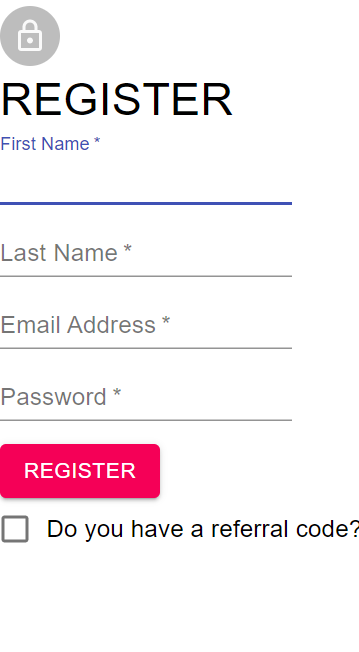 REGISTER
First Name *
Last Name *
Email Address *
Password *
REGISTER
Do you have a referral code?